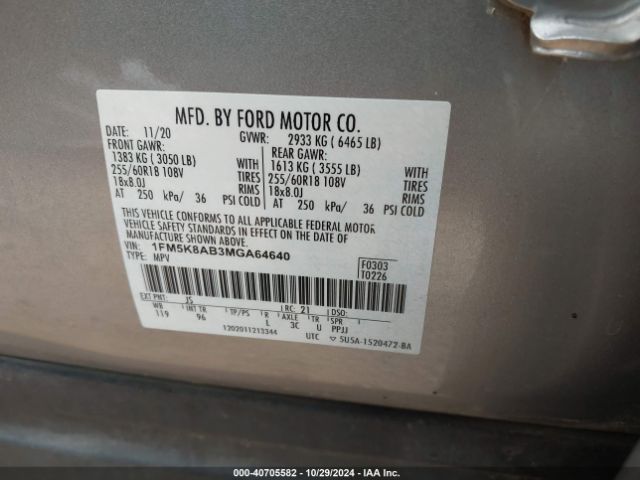 MFD. BY FORD MOTOR CO.
DATE: 11/20 GVWR: 2933 KG ( 6465 LB)
FRONT GAWR: REAR GAWR:
1383 KG ( 3050 LB) WITH 1613 KG ( 3555 LB) WITH
255/60R18 108V TIRES 255/60R18 108V TIRES
18x8.0J RIMS 18x8.0J RIMS
AT 250 kPa/ 36 PSI COLD AT 250 kPa/ 36 PSI COLD
THIS VEHICLE CONFORMS TO ALL APPLICABLE FEDERAL MOTOR
VEHICLE SAFETY STANDARDS IN EFFECT ON THE DATE OF
MANUFACTURE SHOWN ABOVE.
VIN: 1FM5K8AB3MGA64640
TYPE: MPV
F0303
T0226
EXT PNT: JS RC: 21 DSO:
WB INT TR TP/PS R AXLE TR SPR
119 96 L 3C U PPJJ
1202011213344 UTC ▽ 5U5A-1520472-BA
000-40705582 - 10/29/2024 - IAA Inc.